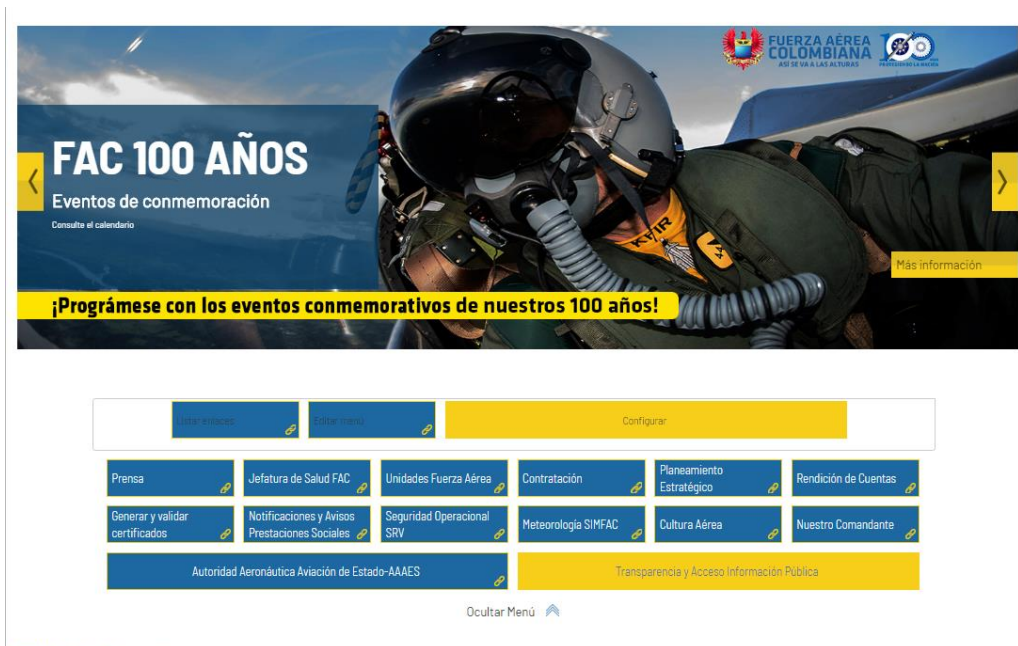 FUERZA AÉREA
COLOMBIANA
ASÍ SE VA A LAS ALTURAS
FAC 100 AÑOS
Eventos de conmemoración
Consulte el calendario
KFIR
Más información
¡Prográmese con los eventos conmemorativos de nuestros 100 años!
Listar enlaces
Editar menú
Configurar
Prensa
Jefatura de Salud FAC
Unidades Fuerza Aérea
Contratación
Planeamiento
Estratégico
Rendición de Cuentas
Generar y validar
certificados
Notificaciones y Avisos
Prestaciones Sociales
Seguridad Operacional
SRV
Meteorología SIMFAC
Cultura Aérea
Nuestro Comandante
Autoridad Aeronáutica Aviación de Estado-AAAES
Transparencia y Acceso Información Pública
Ocultar Menú